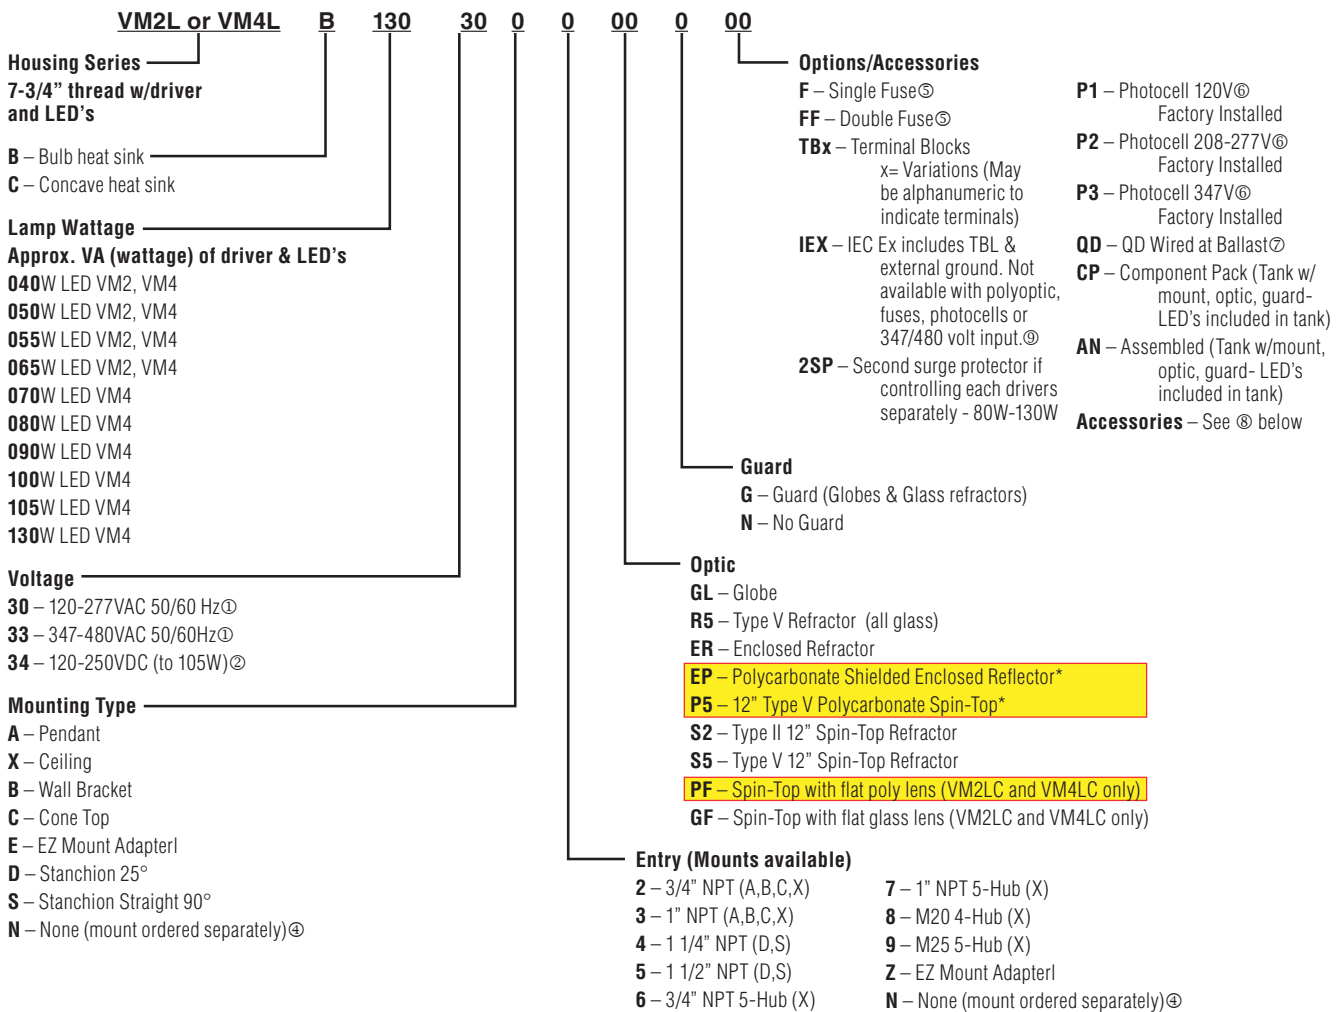 VM2L or VM4L B 130 30 0 0 00 0 00
Housing Series
7-3/4” thread w/driver
and LED’s
B – Bulb heat sink
C – Concave heat sink
Lamp Wattage
Approx. VA (wattage) of driver & LED’s
040W LED VM2, VM4
050W LED VM2, VM4
055W LED VM2, VM4
065W LED VM2, VM4
070W LED VM4
080W LED VM4
090W LED VM4
100W LED VM4
105W LED VM4
130W LED VM4
Voltage
30 – 120-277VAC 50/60 Hz①
33 – 347-480VAC 50/60Hz①
34 – 120-250VDC (to 105W)②
Mounting Type
A – Pendant
X – Ceiling
B – Wall Bracket
C – Cone Top
E – EZ Mount Adapterl
D – Stanchion 25°
S – Stanchion Straight 90°
N – None (mount ordered separately)④
Options/Accessories
F – Single Fuse⑤
FF – Double Fuse⑤
TBx – Terminal Blocks
x= Variations (May
be alphanumeric to
indicate terminals)
IEX – IEC Ex includes TBL &
external ground. Not
available with polyoptic,
fuses, photocells or
347/480 volt input.⑨
2SP – Second surge protector if
controlling each drivers
separately - 80W-130W
P1 – Photocell 120V⑥
Factory Installed
P2 – Photocell 208-277V⑥
Factory Installed
P3 – Photocell 347V⑥
Factory Installed
QD – QD Wired at Ballast⑦
CP – Component Pack (Tank w/
mount, optic, guard-
LED’s included in tank)
AN – Assembled (Tank w/mount,
optic, guard- LED’s
included in tank)
Accessories – See ⑧ below
Guard
G – Guard (Globes & Glass refractors)
N – No Guard
Optic
GL – Globe
R5 – Type V Refractor (all glass)
ER – Enclosed Refractor
EP – Polycarbonate Shielded Enclosed Reflector*
P5 – 12” Type V Polycarbonate Spin-Top*
S2 – Type II 12” Spin-Top Refractor
S5 – Type V 12” Spin-Top Refractor
PF – Spin-Top with flat poly lens (VM2LC and VM4LC only)
GF – Spin-Top with flat glass lens (VM2LC and VM4LC only)
Entry (Mounts available)
2 – 3/4” NPT (A,B,C,X)
3 – 1” NPT (A,B,C,X)
4 – 1 1/4” NPT (D,S)
5 – 1 1/2” NPT (D,S)
6 – 3/4” NPT 5-Hub (X)
7 – 1” NPT 5-Hub (X)
8 – M20 4-Hub (X)
9 – M25 5-Hub (X)
Z – EZ Mount Adapterl
N – None (mount ordered separately)④